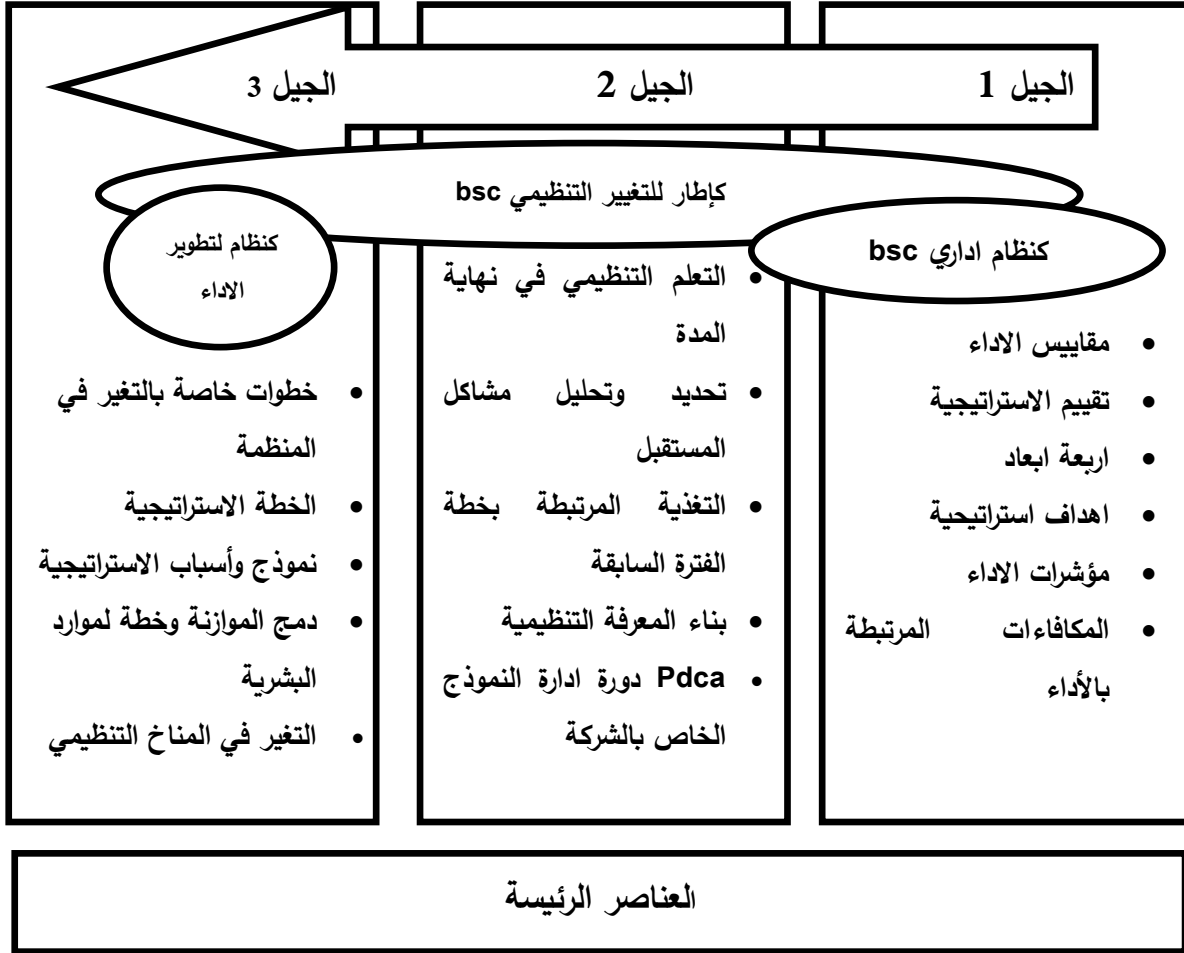 الجيل 1
الجيل 2
الجيل 3
كإطار للتغيير التنظيمي bsc
كنظام اداري bsc
كنظام لتطوير
الاداء
• مقاييس الاداء
• تقييم الاستراتيجية
• اربعة ابعاد
• اهداف استراتيحية
• مؤشرات الاداء
• المكافاءات المرتبطة
بالأداء
• التعلم التنظيمي في نهاية
المدة
• تحديد وتحليل مشاكل
المستقبل
• التغذية المرتبطة بخطة
الفترة السابقة
• بناء المعرفة التنظيمية
• Pdca دورة ادارة النموذج
الخاص بالشركة
• خطوات خاصة بالتغير في
المنظمة
• الخطة الاستراتيجية
• نموذج وأسباب الاستراتيجية
• دمج الموازنة وخطة لموارد
البشرية
• التغر في المناخ التنظيمي
العناصر الرئيسة